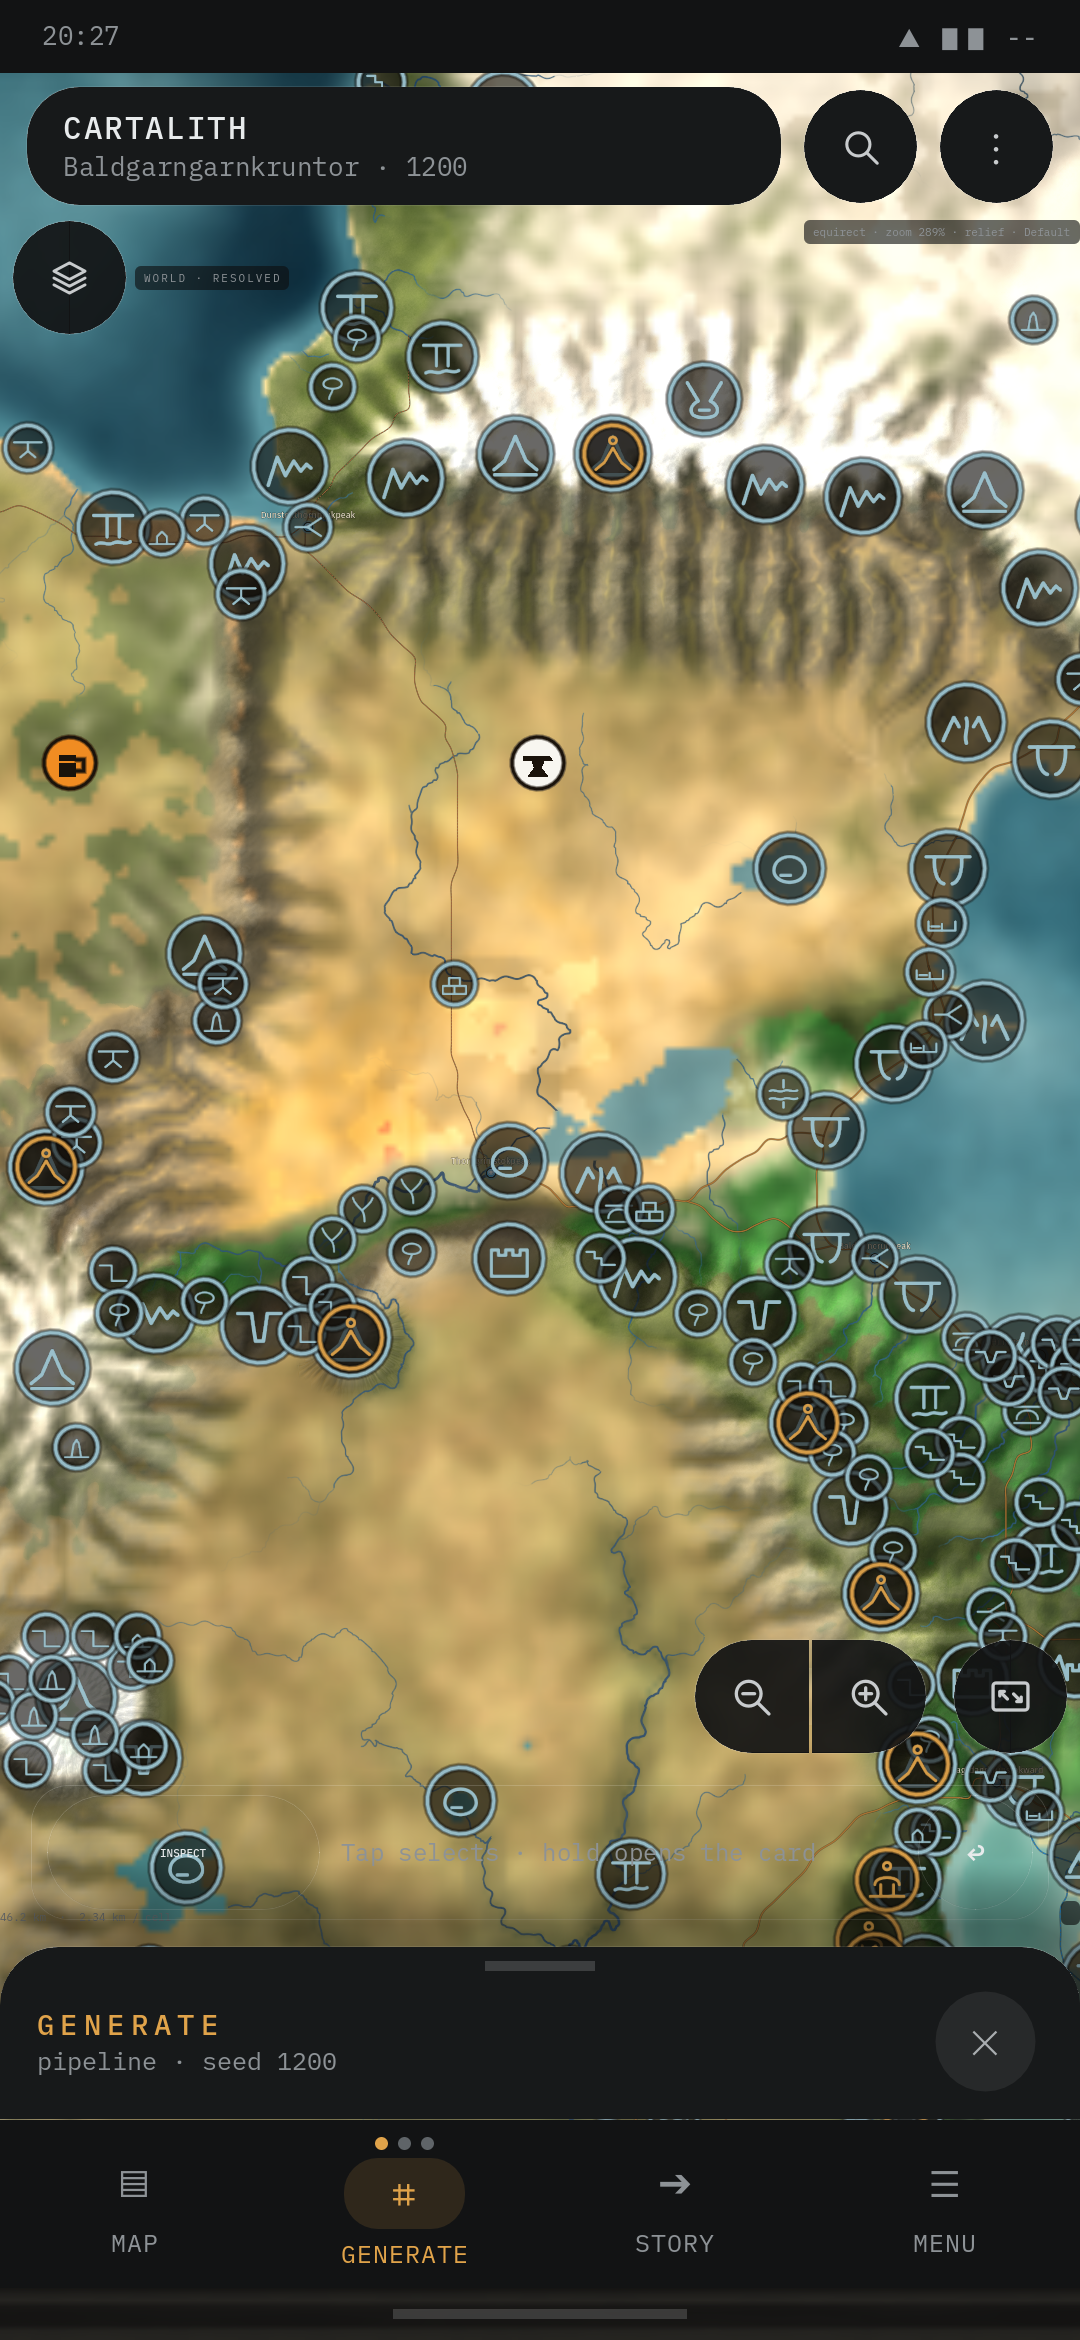 20:27
--
CARTALITH
Baldgarngarnkruntor · 1200
equirect · zoom 289% · relief · Default
WORLD · RESOLVED
INSPECT
Tap selects · hold opens the card
GENERATE
pipeline · seed 1200
MAP
GENERATE
STORY
MENU